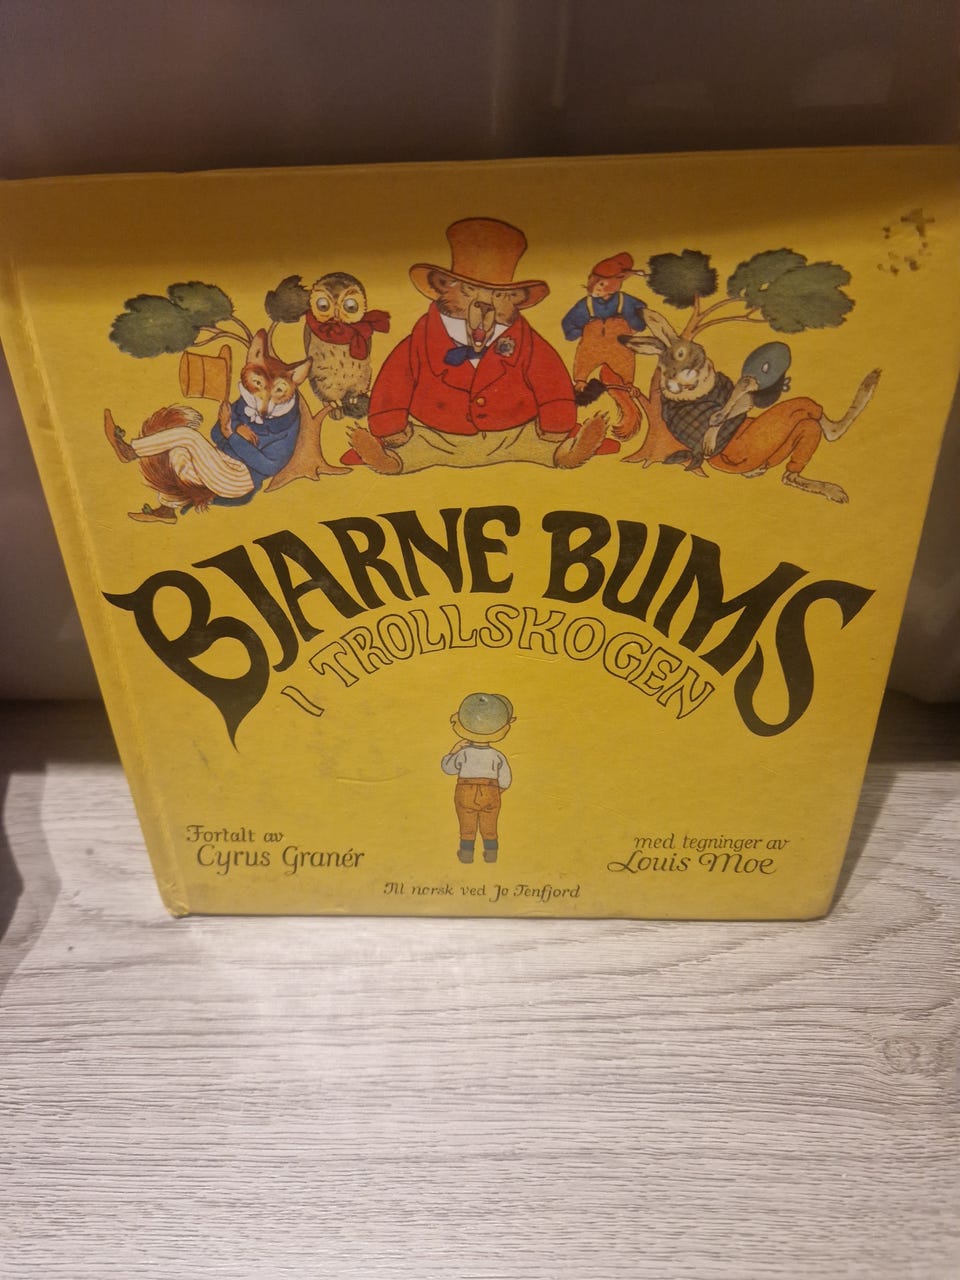 BJARNE BUMS
I TROLLSKOGEN
Fortalt av
Cyrus Granér
med tegninger av
Louis Moe
Til norsk ved Jo Tenfjord